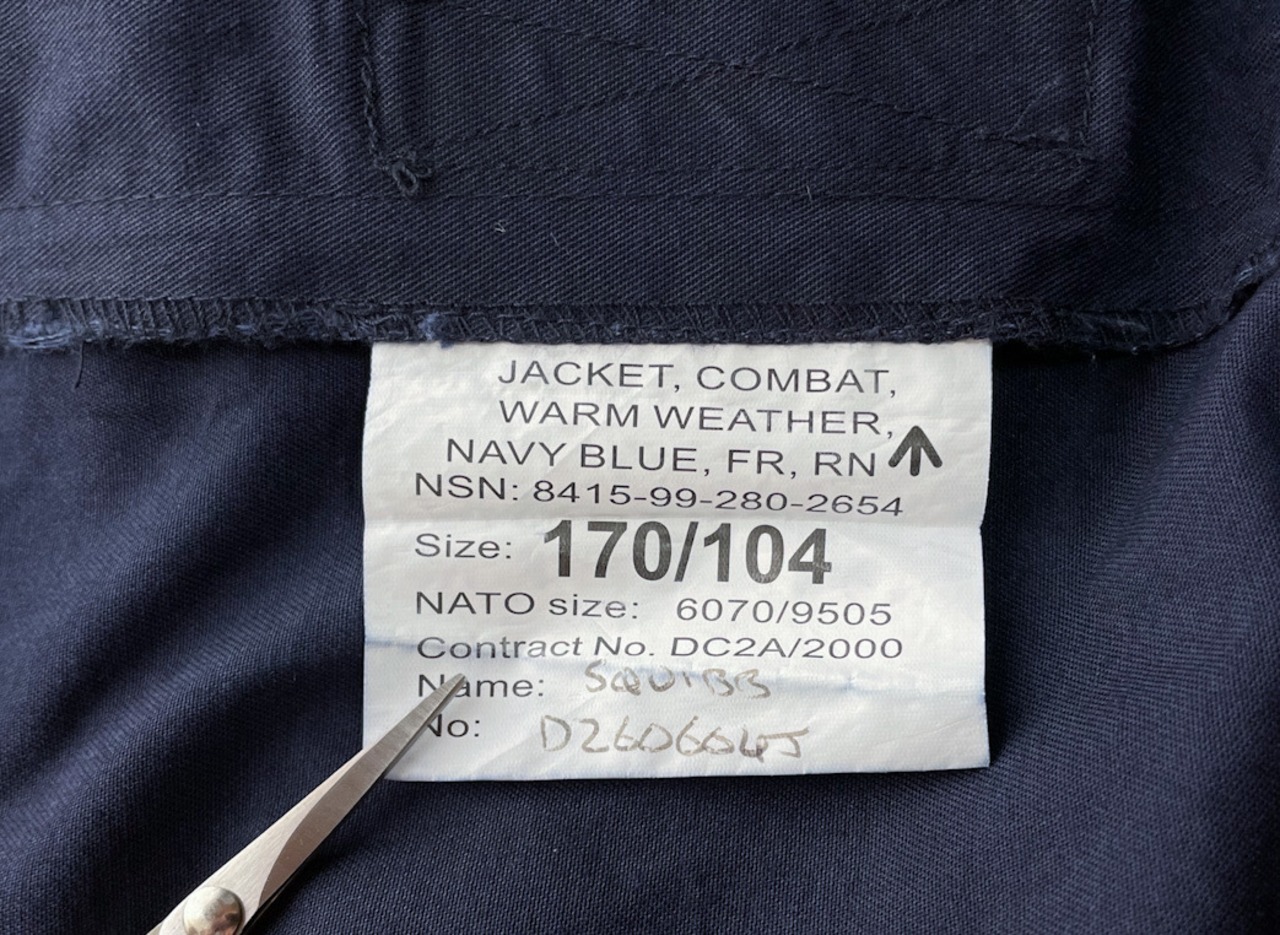 JACKET, COMBAT,
WARM WEATHER,
NAVY BLUE, FR, RN
NSN: 8415-99-280-2654
Size: 170/104
NATO size: 6070/9505
Contract No. DC2A/2000
Name: SQUIBB
No: